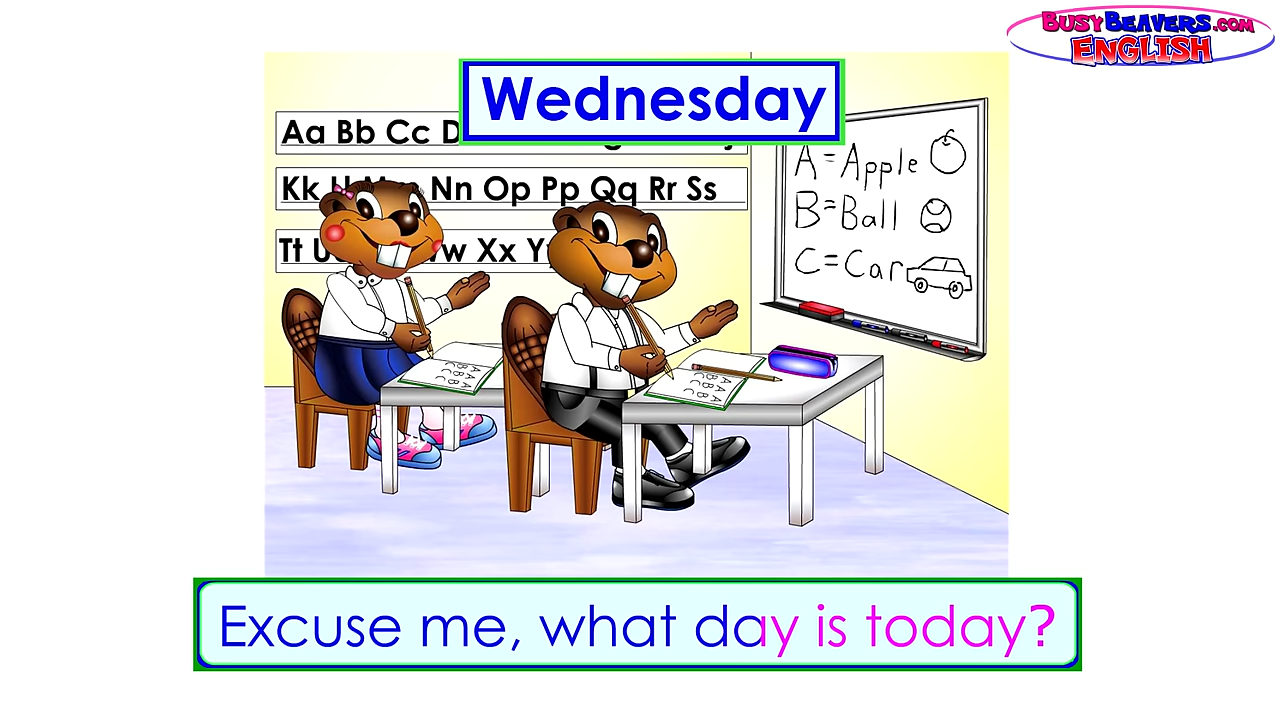 BUSYBEAVERS.COM
ENGLISH
Wednesday
Aa Bb Cc D
Kk Nn Op Pp Qq Rr Ss
Tt U w Xx Y
A=Apple
B=Ball
C=Car
A A A
B B B
C C C
Excuse me, what day is today?